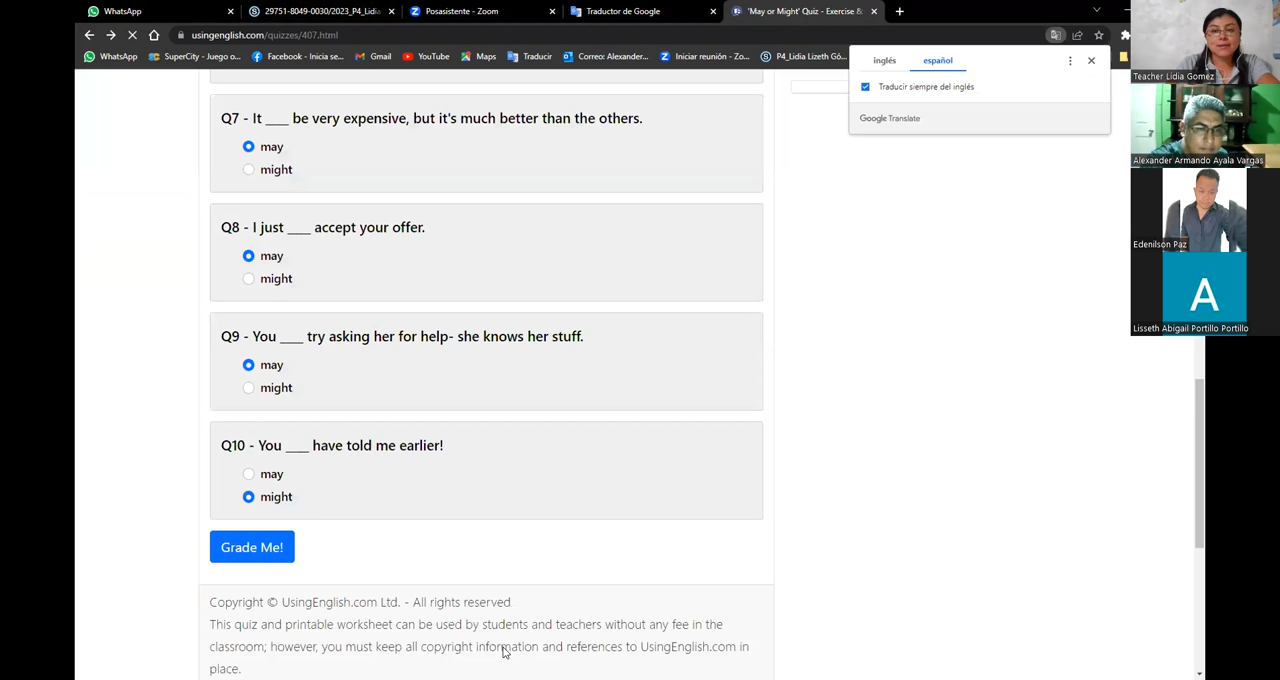 WhatsApp
29751-8049-0030/2023_P4_Lidia
Posasistente - Zoom
Traductor de Google
'May or Might' Quiz - Exercise &
usingenglish.com/quizzes/407.html
WhatsApp
SuperCity - Juego o...
Facebook - Inicia se...
Gmail
YouTube
Maps
Traducir
Correo: Alexander...
Iniciar reunión - Zo...
P4_Lidia Lizeth Gó...
inglés
español
Traducir siempre del inglés
Google Translate
Q7 - It ____ be very expensive, but it's much better than the others.
may
might
Q8 - I just ____ accept your offer.
may
might
Q9 - You ____ try asking her for help- she knows her stuff.
may
might
Q10 - You ____ have told me earlier!
may
might
Grade Me!
Copyright © UsingEnglish.com Ltd. - All rights reserved
This quiz and printable worksheet can be used by students and teachers without any fee in the
classroom; however, you must keep all copyright information and references to UsingEnglish.com in
place.
Teacher Lidia Gomez
Alexander Armando Ayala Vargas
Edenilson Paz
A
Lisseth Abigail Portillo Portillo